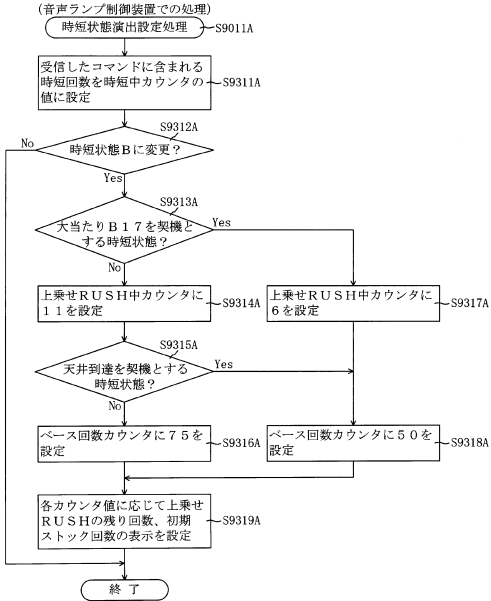 (音声ランプ制御装置での処理)
時短状態演出設定処理
S9011A
受信したコマンドに含まれる
時短回数を時短中カウンタの
値に設定
S9311A
S9312A
時短状態Bに変更？
No
Yes
S9313A
大当たりB17を契機と
する時短状態？
Yes
No
上乗せRUSH中カウンタに
11を設定
S9314A
上乗せRUSH中カウンタに
6を設定
S9317A
S9315A
天井到達を契機とする
時短状態？
Yes
No
ベース回数カウンタに75を
設定
S9316A
ベース回数カウンタに50を
設定
S9318A
各カウンタ値に応じて上乗せ
RUSHの残り回数、初期
ストック回数の表示を設定
S9319A
終了